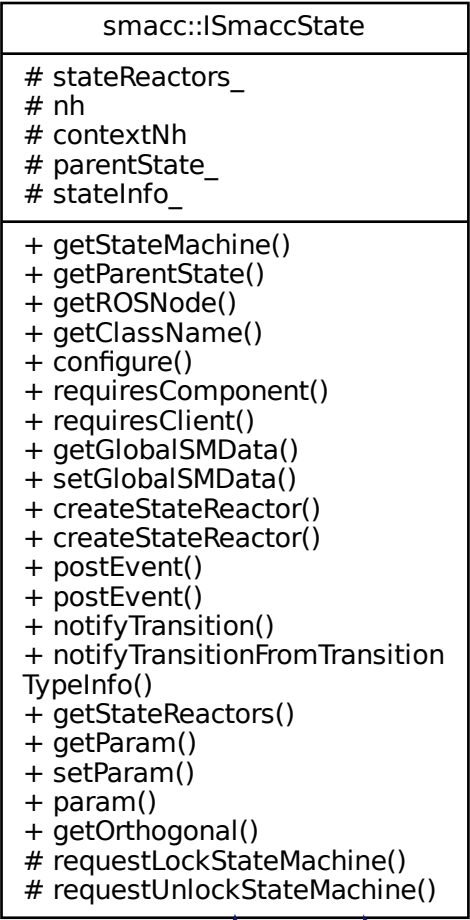 smacc::ISmaccState
# stateReactors_
# nh
# contextNh
# parentState_
# stateInfo_
+ getStateMachine()
+ getParentState()
+ getROSNode()
+ getClassName()
+ configure()
+ requiresComponent()
+ requiresClient()
+ getGlobalSMData()
+ setGlobalSMData()
+ createStateReactor()
+ createStateReactor()
+ postEvent()
+ postEvent()
+ notifyTransition()
+ notifyTransitionFromTransition
TypeInfo()
+ getStateReactors()
+ getParam()
+ setParam()
+ param()
+ getOrthogonal()
# requestLockStateMachine()
# requestUnlockStateMachine()